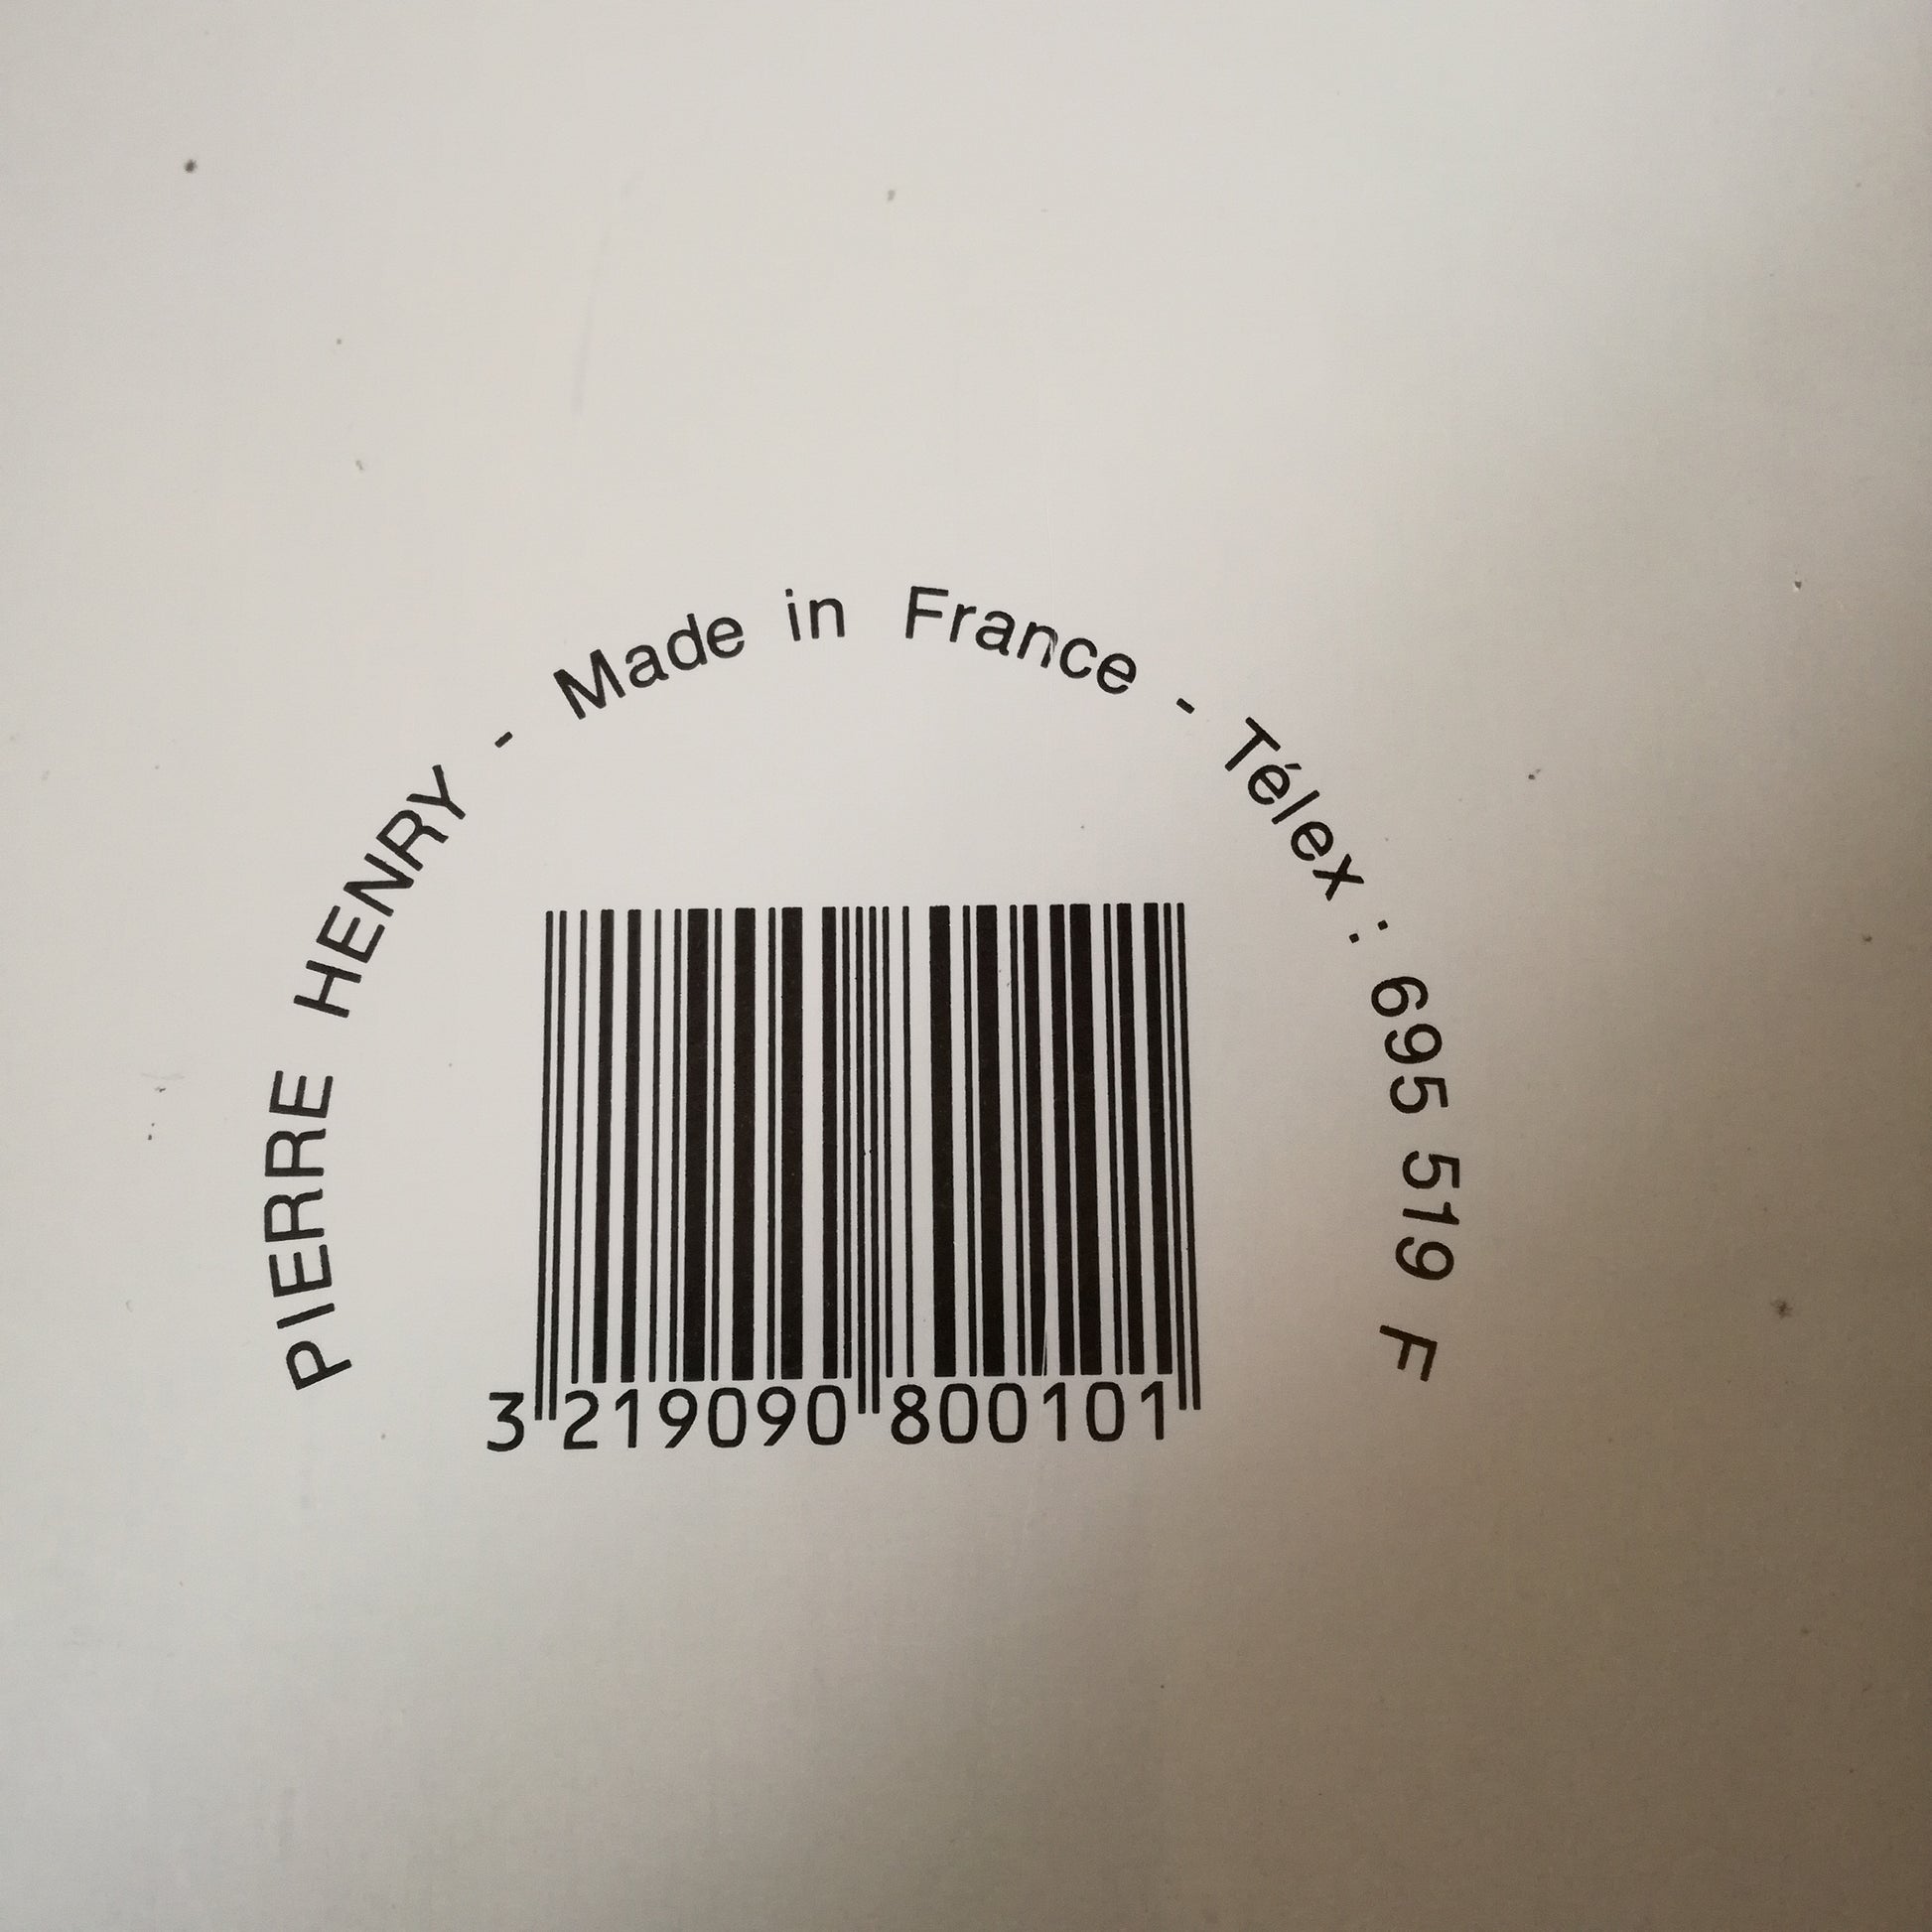 PIERRE HENRY - Made in France - Télex : 695 519 F
3 219090 800101